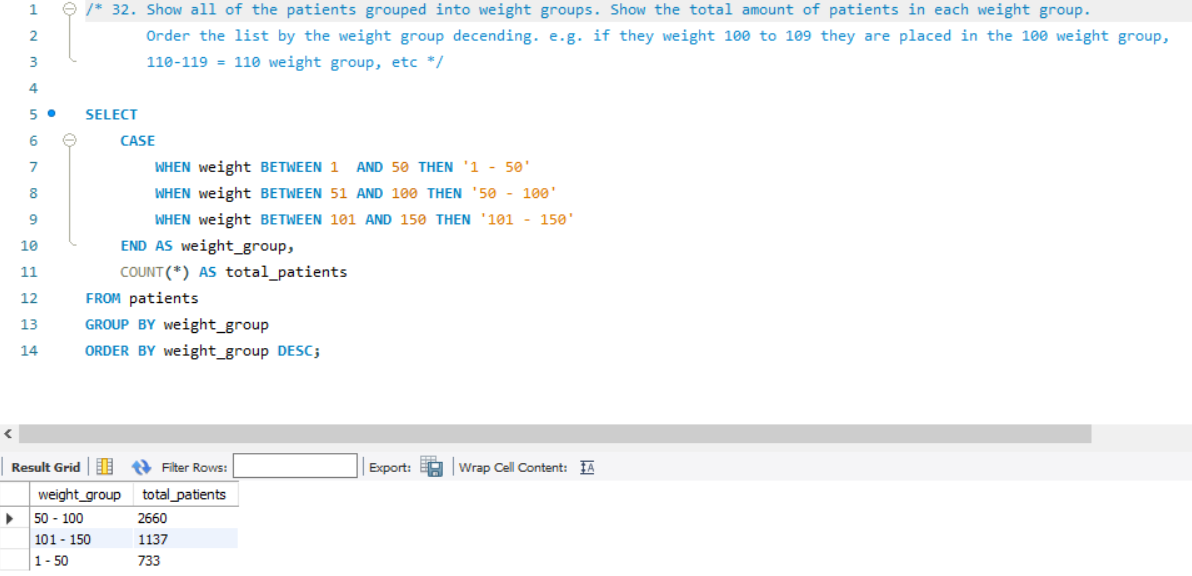 1 /* 32. Show all of the patients grouped into weight groups. Show the total amount of patients in each weight group.
2 Order the list by the weight group decending. e.g. if they weight 100 to 109 they are placed in the 100 weight group,
3 110-119 = 110 weight group, etc */
4
5 SELECT
6 CASE
7 WHEN weight BETWEEN 1  AND 50 THEN '1 - 50'
8 WHEN weight BETWEEN 51 AND 100 THEN '50 - 100'
9 WHEN weight BETWEEN 101 AND 150 THEN '101 - 150'
10 END AS weight_group,
11 COUNT(*) AS total_patients
12 FROM patients
13 GROUP BY weight_group
14 ORDER BY weight_group DESC;
Result Grid Filter Rows: Export: Wrap Cell Content: IA
weight_group total_patients
50 - 100 2660
101 - 150 1137
1 - 50 733